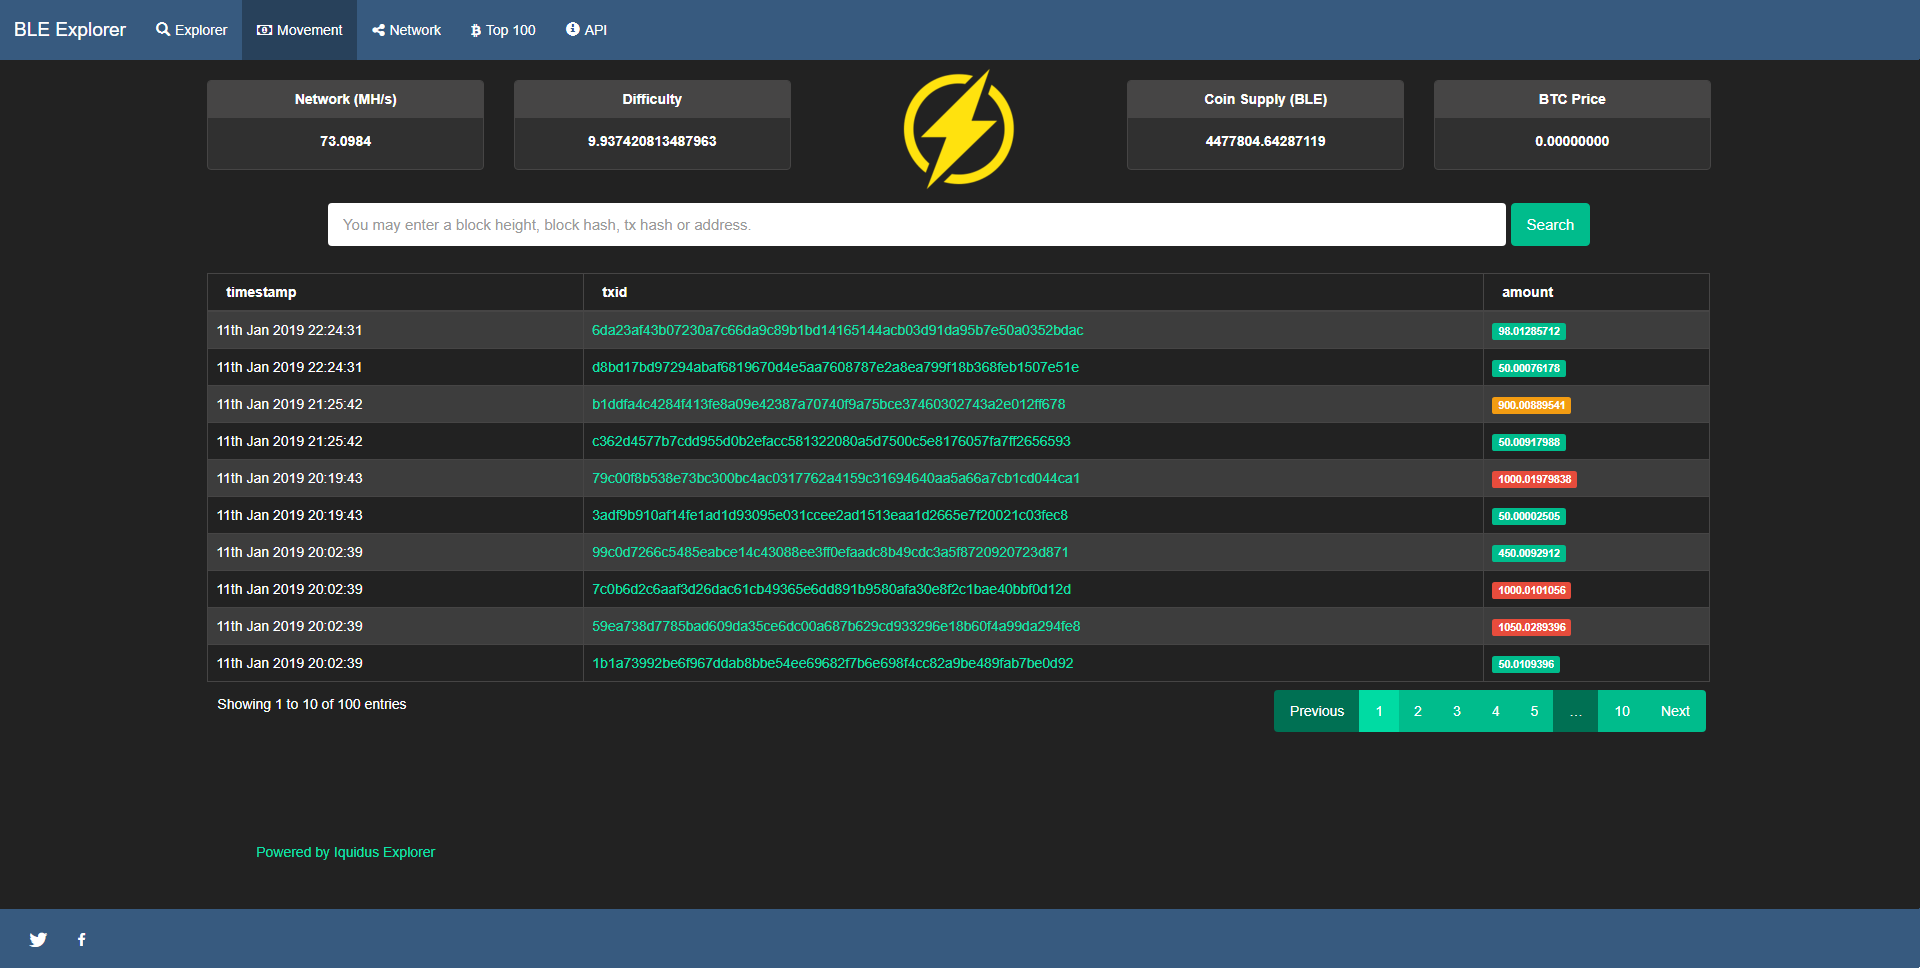 BLE Explorer Explorer Movement Network Top 100 API
Network (MH/s) Difficulty Coin Supply (BLE) BTC Price
73.0984 9.937420813487963 4477804.64287119 0.00000000
You may enter a block height, block hash, tx hash or address. Search
timestamp txid amount
11th Jan 2019 22:24:31 6da23af43b07230a7c66da9c89b1bd14165144acb03d91da95b7e50a0352bdac 98.01285712
11th Jan 2019 22:24:31 d8bd17bd97294abaf6819670d4e5aa7608787e2a8ea799f18b368feb1507e51e 50.00076178
11th Jan 2019 21:25:42 b1ddfa4c4284f413fe8a09e42387a70740f9a75bce37460302743a2e012ff678 900.00889541
11th Jan 2019 21:25:42 c362d4577b7cdd955d0b2efacc581322080a5d7500c5e8176057fa7ff2656593 50.00917988
11th Jan 2019 20:19:43 79c00f8b538e73bc300bc4ac0317762a4159c31694640aa5a66a7cb1cd044ca1 1000.01979838
11th Jan 2019 20:19:43 3adf9b910af14fe1ad1d93095e031ccee2ad1513eaa1d2665e7f20021c03fec8 50.00002505
11th Jan 2019 20:02:39 99c0d7266c5485eabce14c43088ee3ff0efaadc8b49cdc3a5f8720920723d871 450.0092912
11th Jan 2019 20:02:39 7c0b6d2c6aaf3d26dac61cb49365e6dd891b9580afa30e8f2c1bae40bbf0d12d 1000.0101056
11th Jan 2019 20:02:39 59ea738d7785bad609da35ce6dc00a687b629cd933296e18b60f4a99da294fe8 1050.0289396
11th Jan 2019 20:02:39 1b1a73992be6f967ddab8bbe54ee69682f7b6e698f4cc82a9be489fab7be0d92 50.0109396
Showing 1 to 10 of 100 entries Previous 1 2 3 4 5 … 10 Next
Powered by Iquidus Explorer